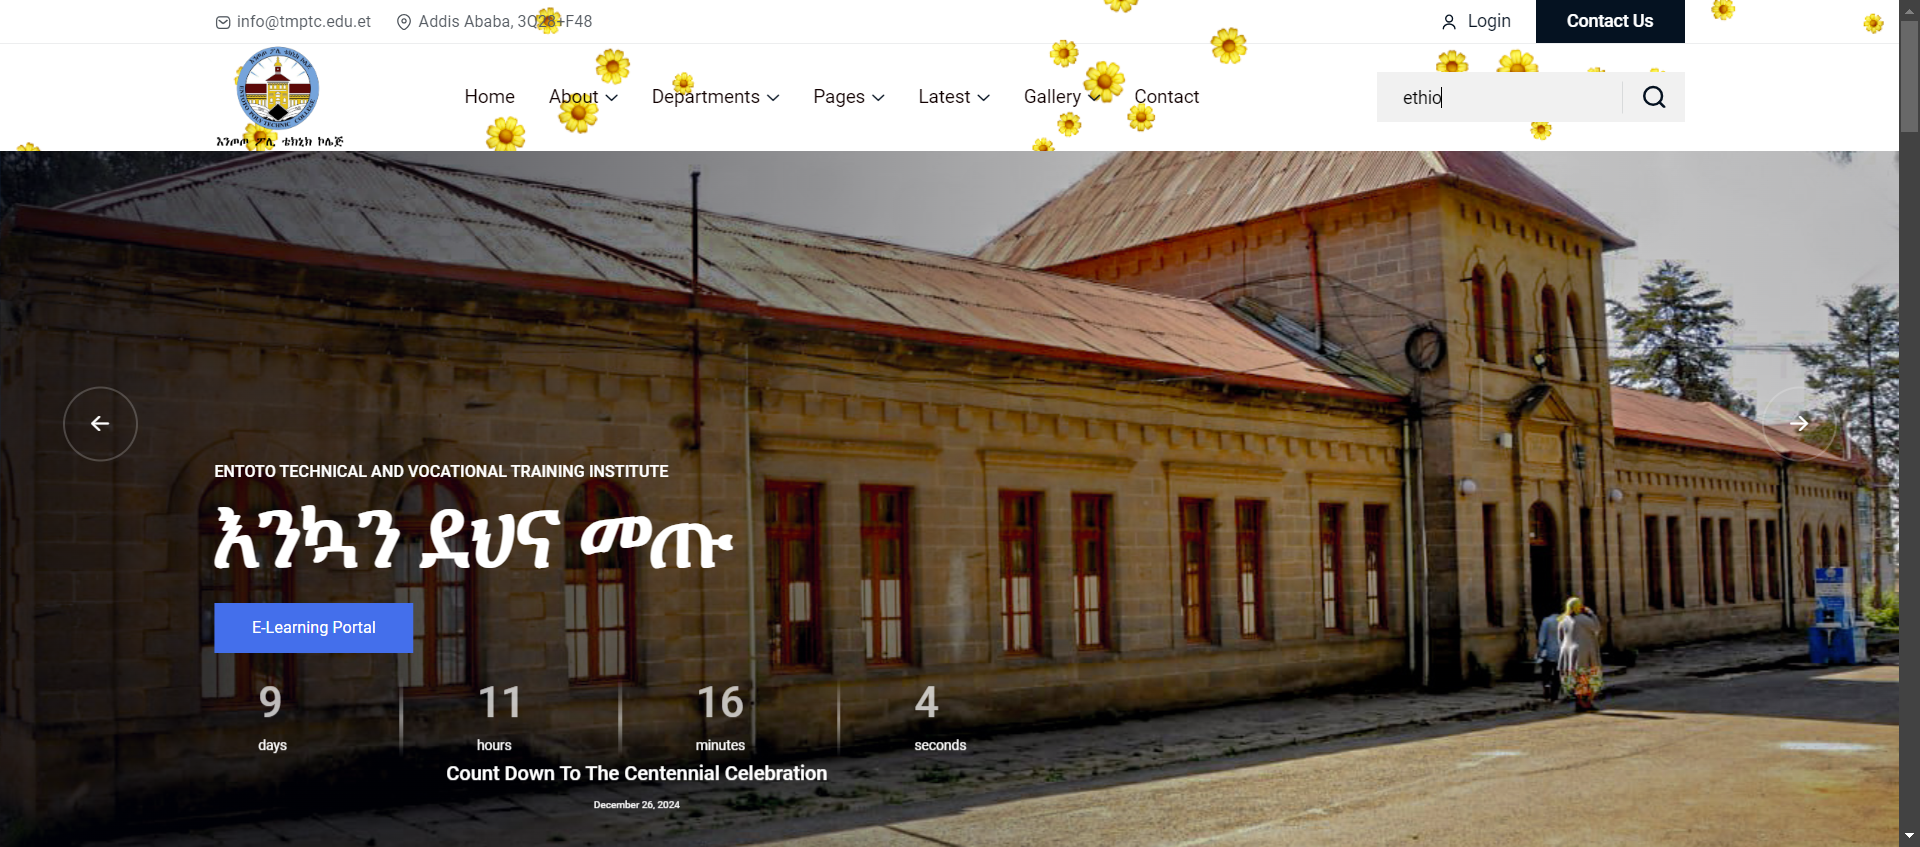 info@tmptc.edu.et
Addis Ababa, 3Q28+F48
Login
Contact Us
እንጦጦ ፖሊ ቴክኒክ ኮሌጅ
Home
About
Departments
Pages
Latest
Gallery
Contact
ethio
ENTOTO TECHNICAL AND VOCATIONAL TRAINING INSTITUTE
እንኳን ደህና መጡ
E-Learning Portal
9
11
16
4
days
hours
minutes
seconds
Count Down To The Centennial Celebration
December 26, 2024